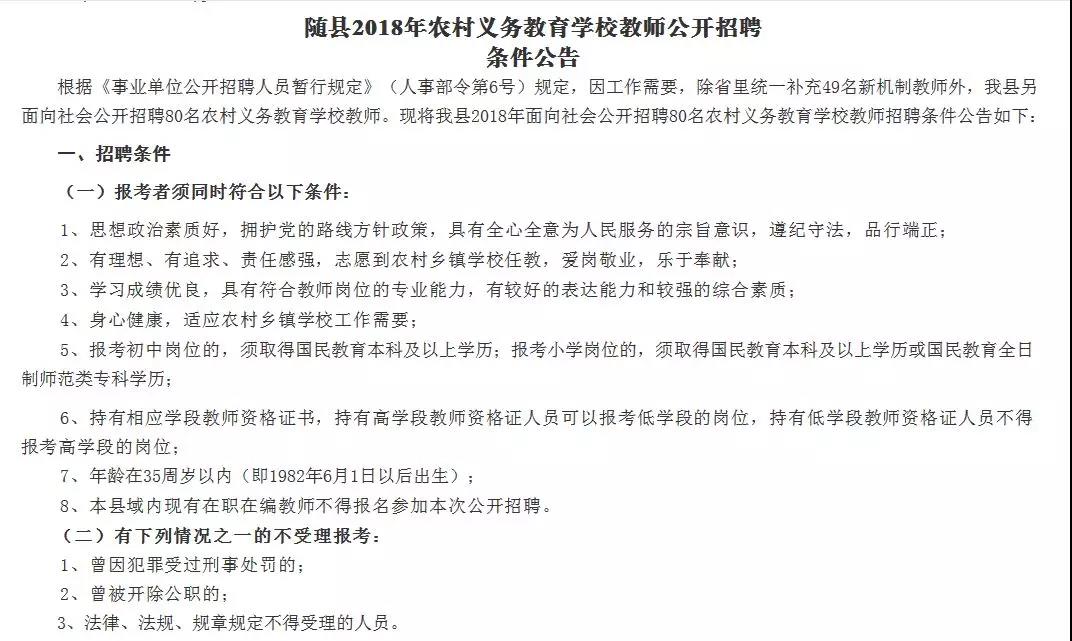 随县2018年农村义务教育学校教师公开招聘
条件公告
根据《事业单位公开招聘人员暂行规定》（人事部令第6号）规定，因工作需要，除省里统一补充49名新机制教师外，我县另
面向社会公开招聘80名农村义务教育学校教师。现将我县2018年面向社会公开招聘80名农村义务教育学校教师招聘条件公告如下：
一、招聘条件
（一）报考者须同时符合以下条件：
1、思想政治素质好，拥护党的路线方针政策，具有全心全意为人民服务的宗旨意识，遵纪守法，品行端正；
2、有理想、有追求、责任感强，志愿到农村乡镇学校任教，爱岗敬业，乐于奉献；
3、学习成绩优良，具有符合教师岗位的专业能力，有较好的表达能力和较强的综合素质；
4、身心健康，适应农村乡镇学校工作需要；
5、报考初中岗位的，须取得国民教育本科及以上学历；报考小学岗位的，须取得国民教育本科及以上学历或国民教育全日
制师范类专科学历；
6、持有相应学段教师资格证书，持有高学段教师资格证人员可以报考低学段的岗位，持有低学段教师资格证人员不得
报考高学段的岗位；
7、年龄在35周岁以内（即1982年6月1日以后出生）；
8、本县域内现有在职在编教师不得报名参加本次公开招聘。
（二）有下列情况之一的不受理报考：
1、曾因犯罪受过刑事处罚的；
2、曾被开除公职的；
3、法律、法规、规章规定不得受理的人员。